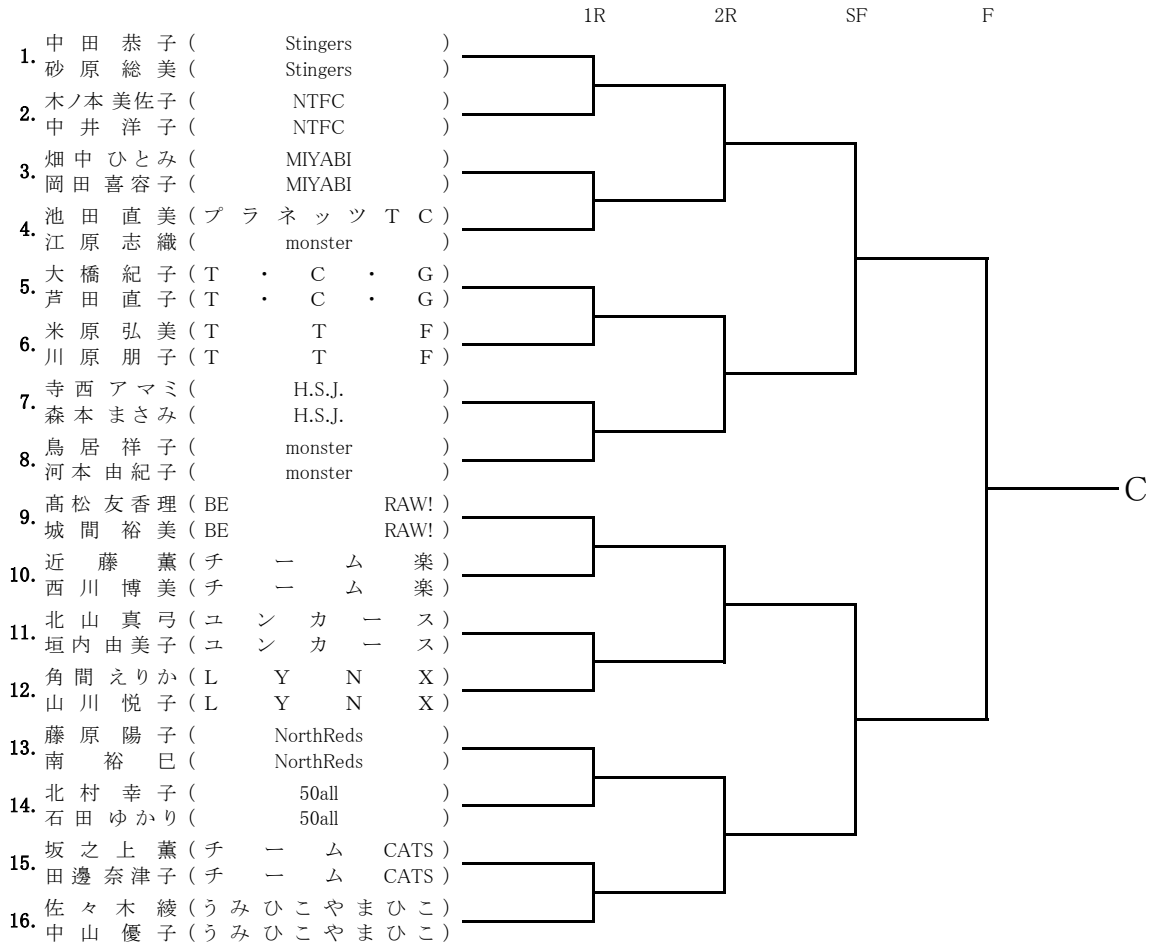 1R 2R SF F
1. 中田恭子(Stingers)
砂原総美(Stingers)
2. 木ノ本美佐子(NTFC)
中井洋子(NTFC)
3. 畑中ひとみ(MIYABI)
岡田喜容子(MIYABI)
4. 池田直美(プラネッツTC)
江原志織(monster)
5. 大橋紀子(T・C・G)
芦田直子(T・C・G)
6. 米原弘美(TTF)
川原朋子(TTF)
7. 寺西アマミ(H.S.J.)
森本まさみ(H.S.J.)
8. 鳥居祥子(monster)
河本由紀子(monster)
C
9. 髙松友香理(BE RAW!)
城間裕美(BE RAW!)
10. 近藤薫(チーム楽)
西川博美(チーム楽)
11. 北山真弓(ユンカース)
垣内由美子(ユンカース)
12. 角間えりか(LYNX)
山川悦子(LYNX)
13. 藤原陽子(NorthReds)
南裕巳(NorthReds)
14. 北村幸子(50all)
石田ゆかり(50all)
15. 坂之上薫(チームCATS)
田邊奈津子(チームCATS)
16. 佐々木綾(うみひこやまひこ)
中山優子(うみひこやまひこ)